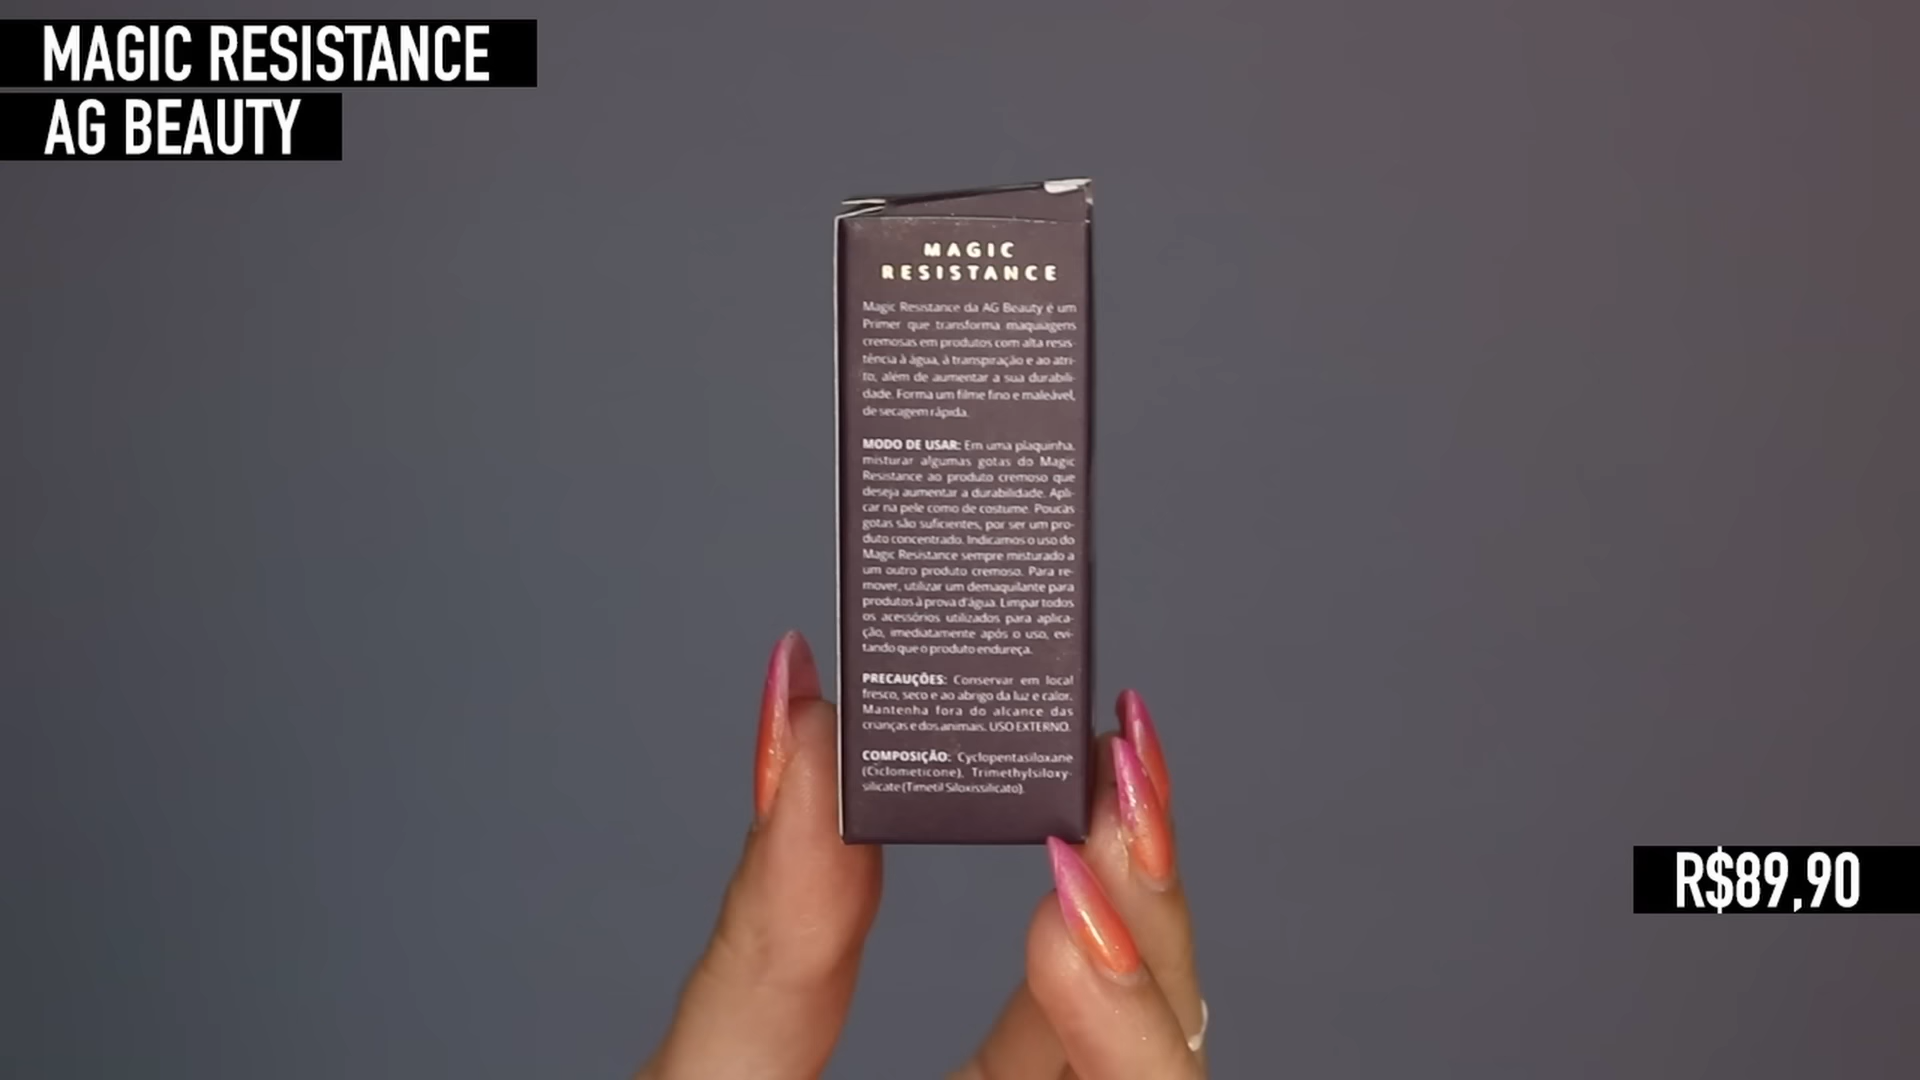 MAGIC RESISTANCE
AG BEAUTY
MAGIC
RESISTANCE
Magic Resistance da AG Beauty é um
Primer que transforma maquiagens
cremosas em produtos com alta resis-
tência à água, à transpiração e ao atri-
to, além de aumentar a sua durabili-
dade. Forma um filme fino e maleável,
de secagem rápida.
MODO DE USAR: Em uma plaquinha,
misturar algumas gotas do Magic
Resistance ao produto cremoso que
deseja aumentar a durabilidade. Apli-
car na pele como de costume. Poucas
gotas são suficientes, por ser um pro-
duto concentrado. Indicamos o uso do
Magic Resistance sempre misturado a
um outro produto cremoso. Para re-
mover, utilizar um demaquilante para
produtos à prova d'água. Limpar todos
os acessórios utilizados para aplica-
ção, imediatamente após o uso, evi-
tando que o produto endureça.
PRECAUÇÕES: Conservar em local
fresco, seco e ao abrigo da luz e calor.
Mantenha fora do alcance das
crianças e dos animais. USO EXTERNO.
COMPOSIÇÃO: Cyclopentasiloxane
(Ciclometicone), Trimethylsiloxy-
silicate (Timetil Siloxissilicato).
R$89,90